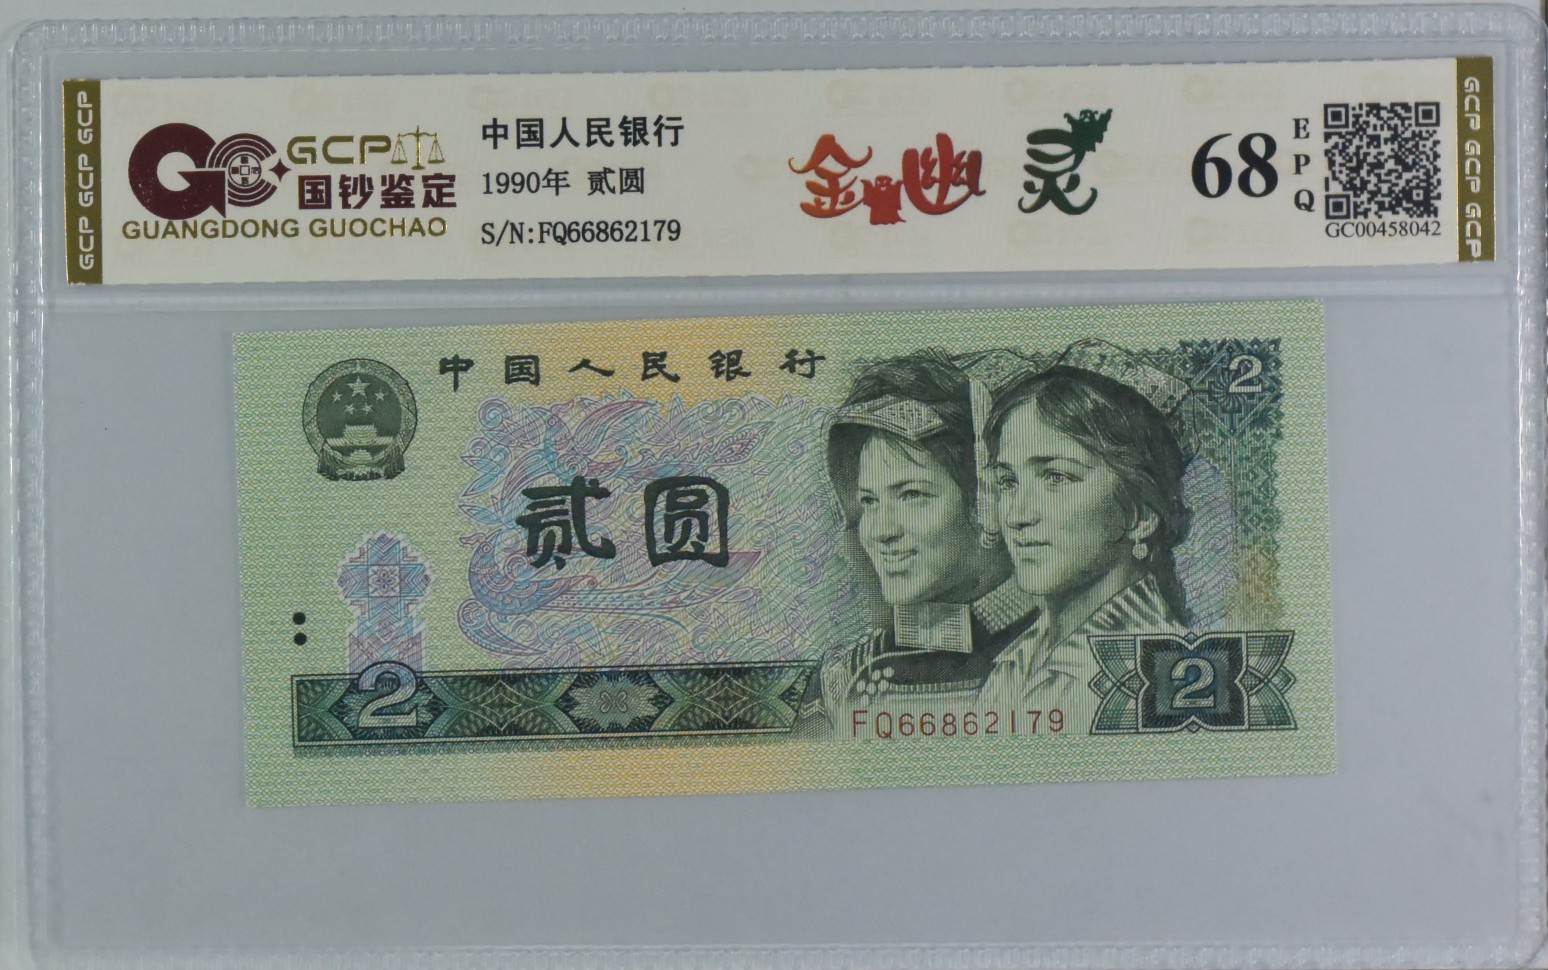 GCP
国钞鉴定
GUANGDONG GUOCHAO
中国人民银行
1990年 贰圆
S/N:FQ66862179
金幽灵
68
EPQ
GC00458042
GCP GCP GCP
GCP GCP GCP
中国人民银行
2
贰圆
2
2
FQ66862179